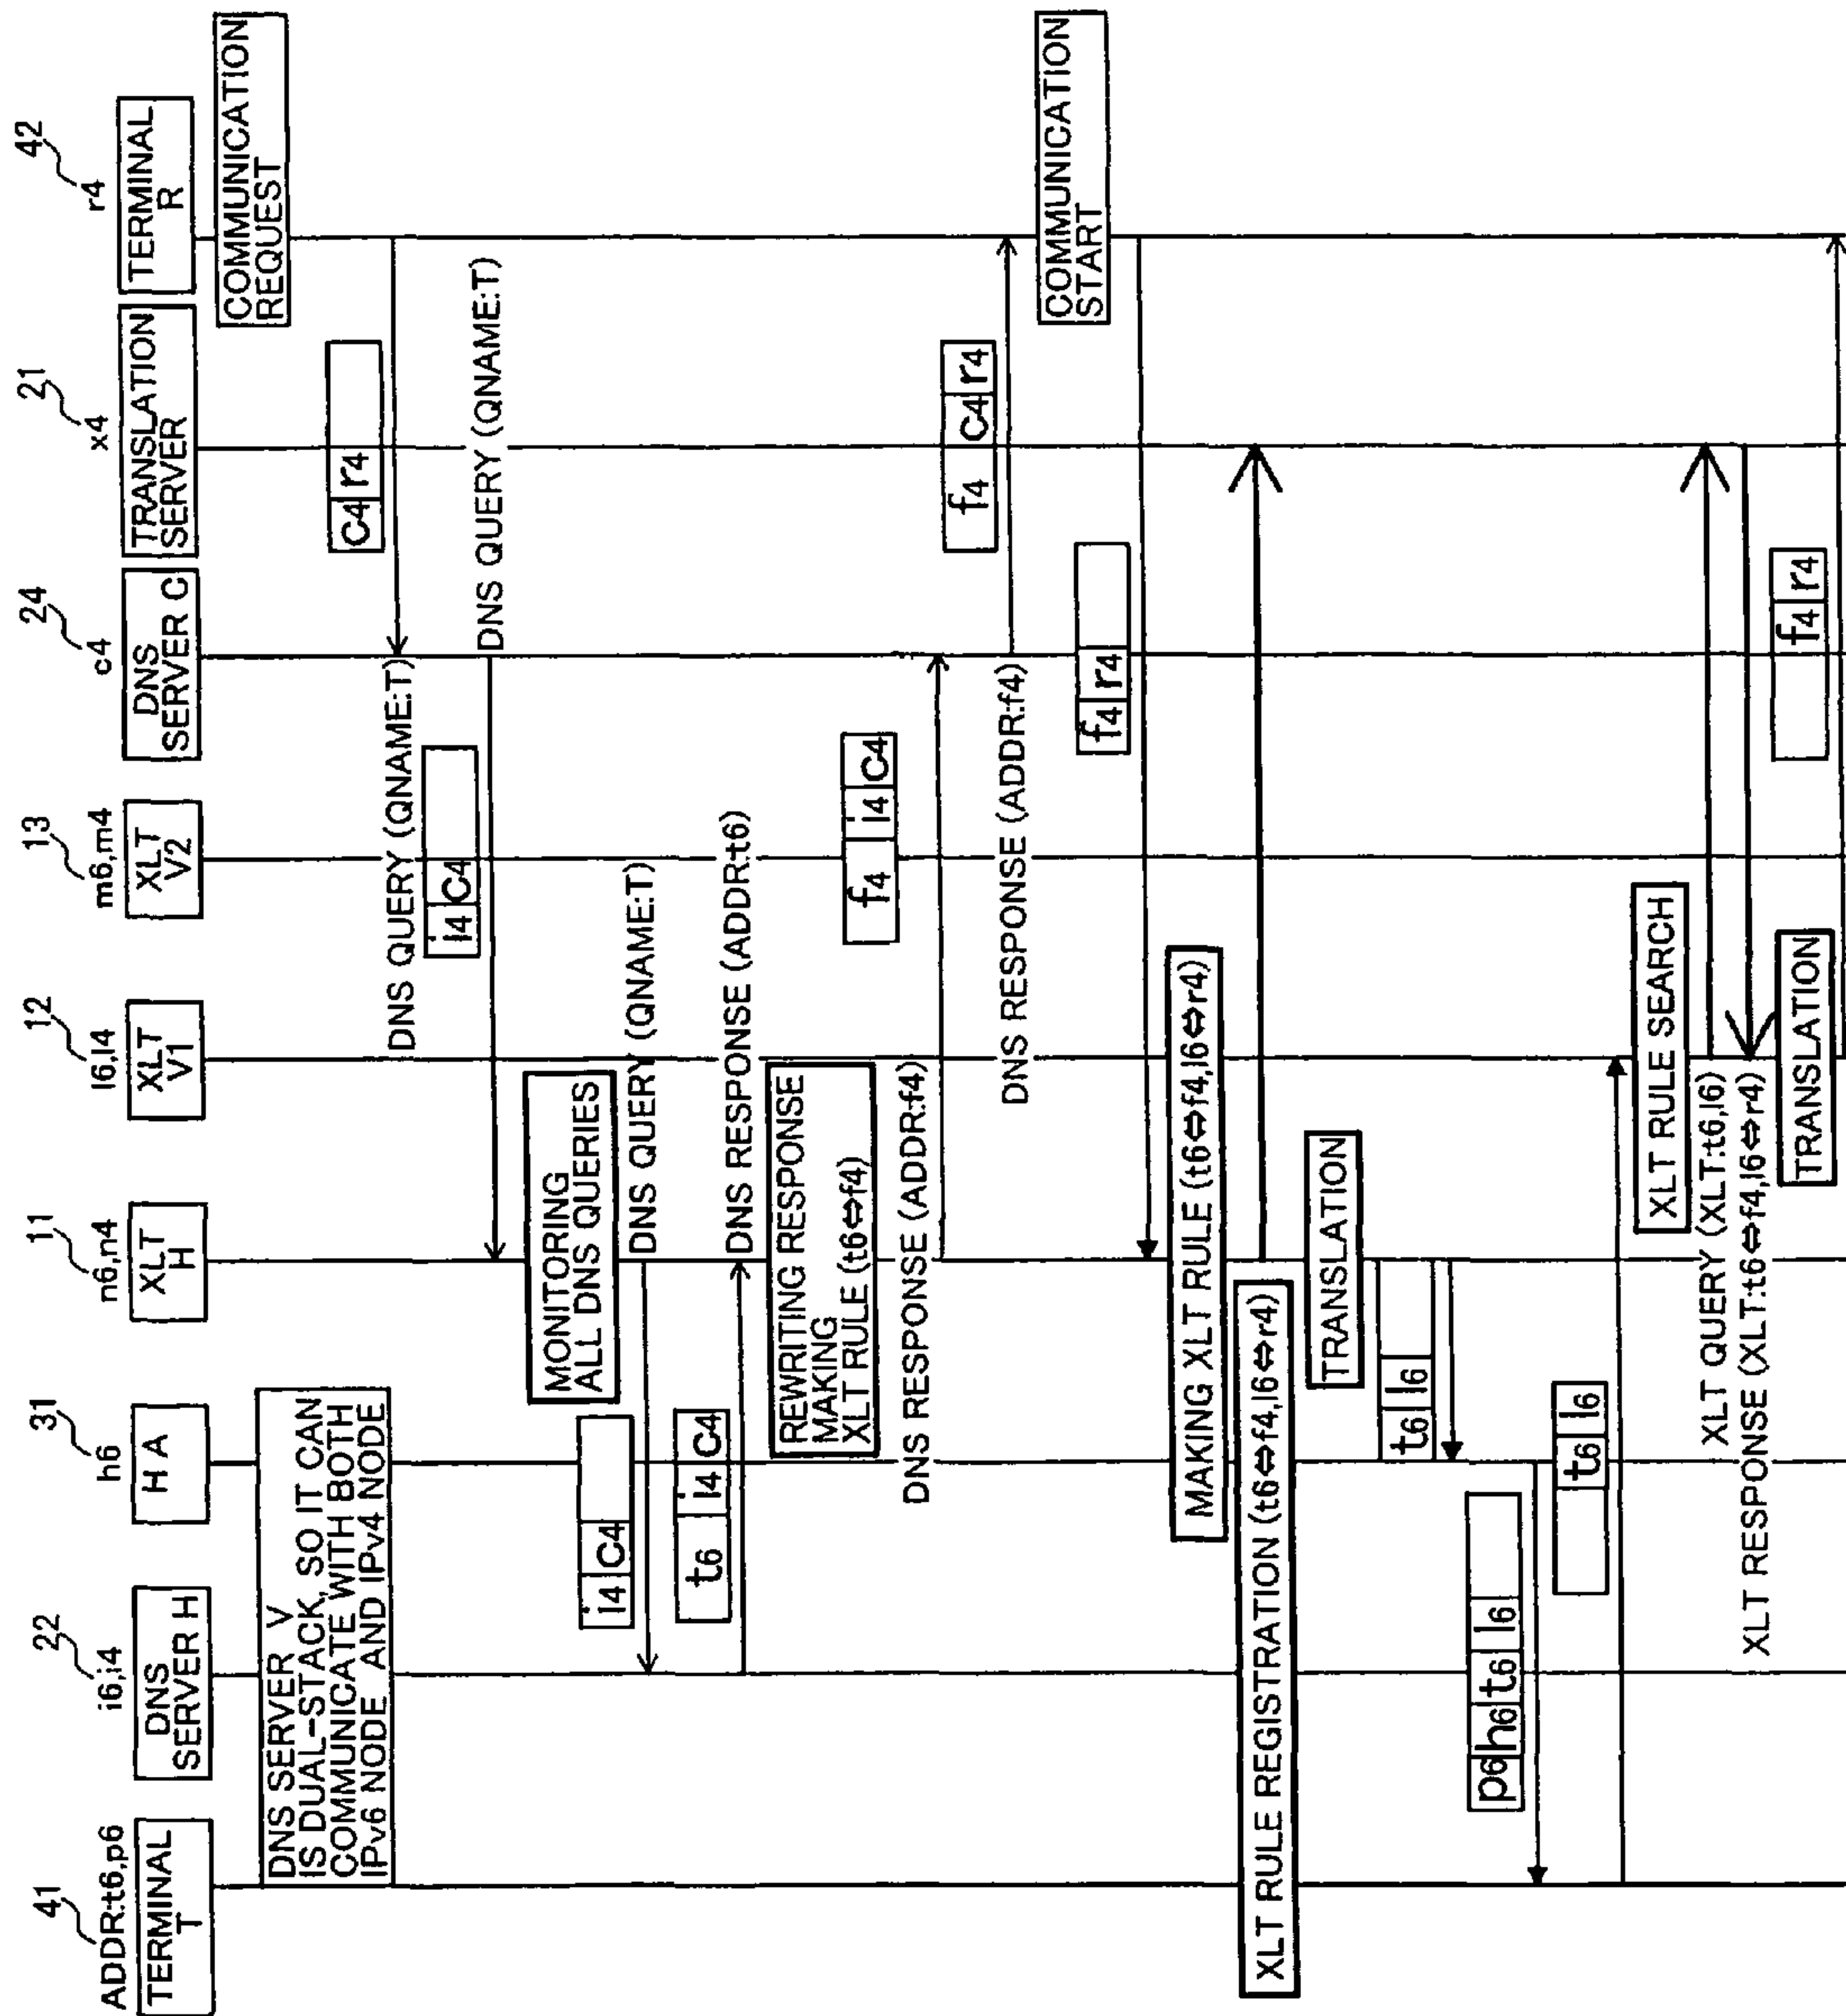 41
ADDR:t6,p6
TERMINAL
T
22
i6,i4
DNS
SERVER H
31
h6
H A
11
n6,n4
XLT
H
12
l6,l4
XLT
V1
13
m6,m4
XLT
V2
24
c4
DNS
SERVER C
21
x4
TRANSLATION
SERVER
42
r4
TERMINAL
R
COMMUNICATION
REQUEST
DNS SERVER V
IS DUAL-STACK, SO IT CAN
COMMUNICATE WITH BOTH
IPv6 NODE AND IPv4 NODE
C4 r4
DNS QUERY (QNAME:T)
DNS QUERY (QNAME:T)
i4 C4
MONITORING
ALL DNS QUERIES
i4 C4
DNS QUERY (QNAME:T)
t6 i4 C4
DNS RESPONSE (ADDR:t6)
REWRITING RESPONSE
MAKING
XLT RULE (t6⇔f4)
f4 i4 C4
DNS RESPONSE (ADDR:f4)
f4 C4 r4
DNS RESPONSE (ADDR:f4)
COMMUNICATION
START
f4 r4
MAKING XLT RULE (t6⇔f4,l6⇔r4)
XLT RULE REGISTRATION (t6⇔f4,l6⇔r4)
TRANSLATION
t6 l6
p6 h6 t6 l6
t6 l6
XLT RULE SEARCH
XLT QUERY (XLT:t6,l6)
XLT RESPONSE (XLT:t6⇔f4,l6⇔r4)
TRANSLATION
f4 r4